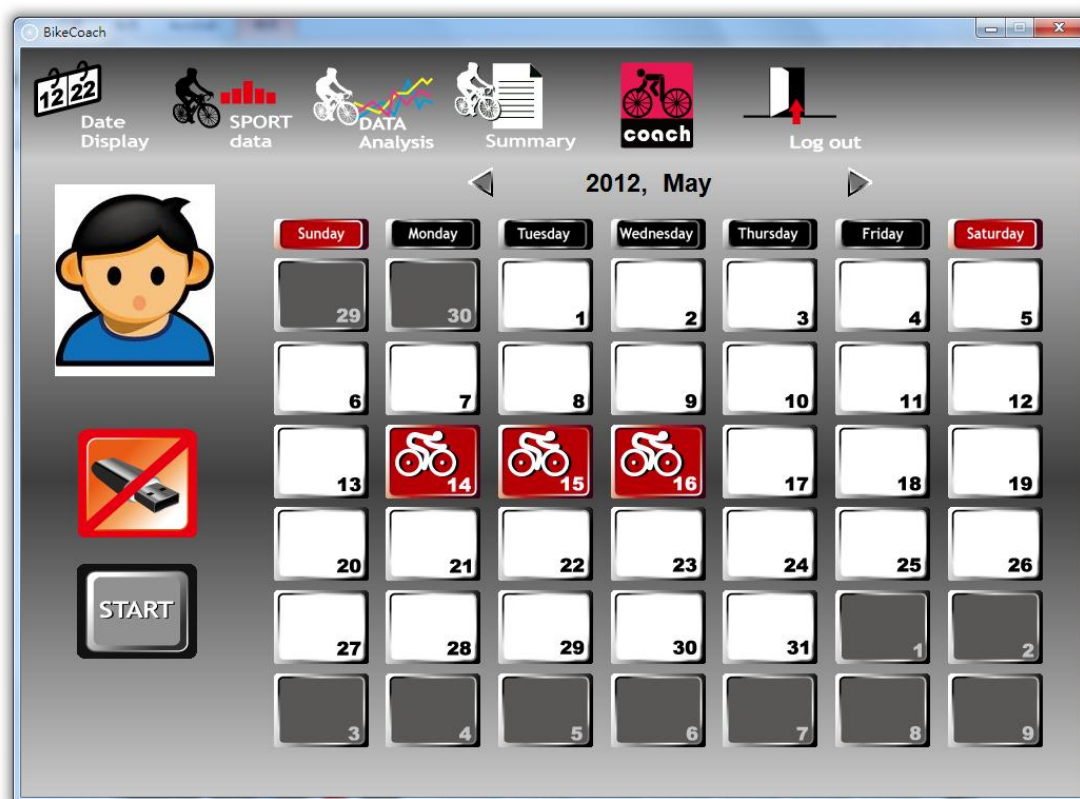 BikeCoach
12 22
Date
Display
SPORT
data
DATA
Analysis
Summary
coach
Log out
2012, May
Sunday Monday Tuesday Wednesday Thursday Friday Saturday
29 30 1 2 3 4 5
6 7 8 9 10 11 12
13 14 15 16 17 18 19
20 21 22 23 24 25 26
27 28 29 30 31 1 2
3 4 5 6 7 8 9
START